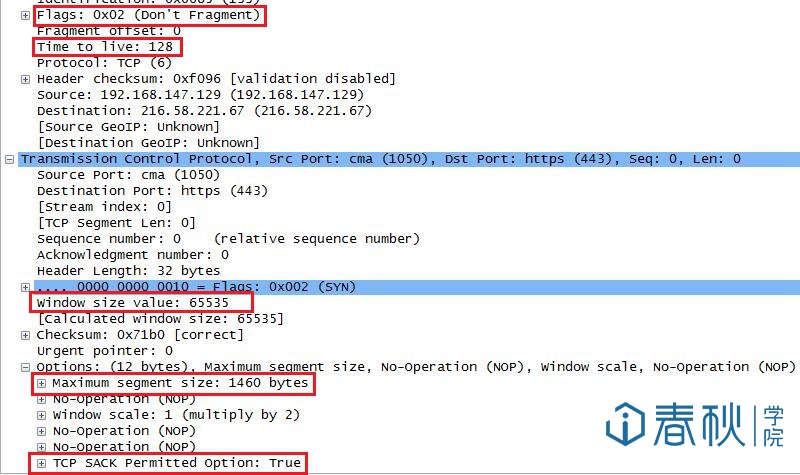 Identification: 0x0089 (153)
Flags: 0x02 (Don't Fragment)
Fragment offset: 0
Time to live: 128
Protocol: TCP (6)
Header checksum: 0xf096 [validation disabled]
Source: 192.168.147.129 (192.168.147.129)
Destination: 216.58.221.67 (216.58.221.67)
[Source GeoIP: Unknown]
[Destination GeoIP: Unknown]
Transmission Control Protocol, Src Port: cma (1050), Dst Port: https (443), Seq: 0, Len: 0
Source Port: cma (1050)
Destination Port: https (443)
[Stream index: 0]
[TCP Segment Len: 0]
Sequence number: 0 (relative sequence number)
Acknowledgment number: 0
Header Length: 32 bytes
.... 0000 0000 0010 = Flags: 0x002 (SYN)
Window size value: 65535
[Calculated window size: 65535]
Checksum: 0x71b0 [correct]
Urgent pointer: 0
Options: (12 bytes), Maximum segment size, No-Operation (NOP), Window scale, No-Operation (NOP)
Maximum segment size: 1460 bytes
No-Operation (NOP)
Window scale: 1 (multiply by 2)
No-Operation (NOP)
No-Operation (NOP)
TCP SACK Permitted Option: True
春秋学院